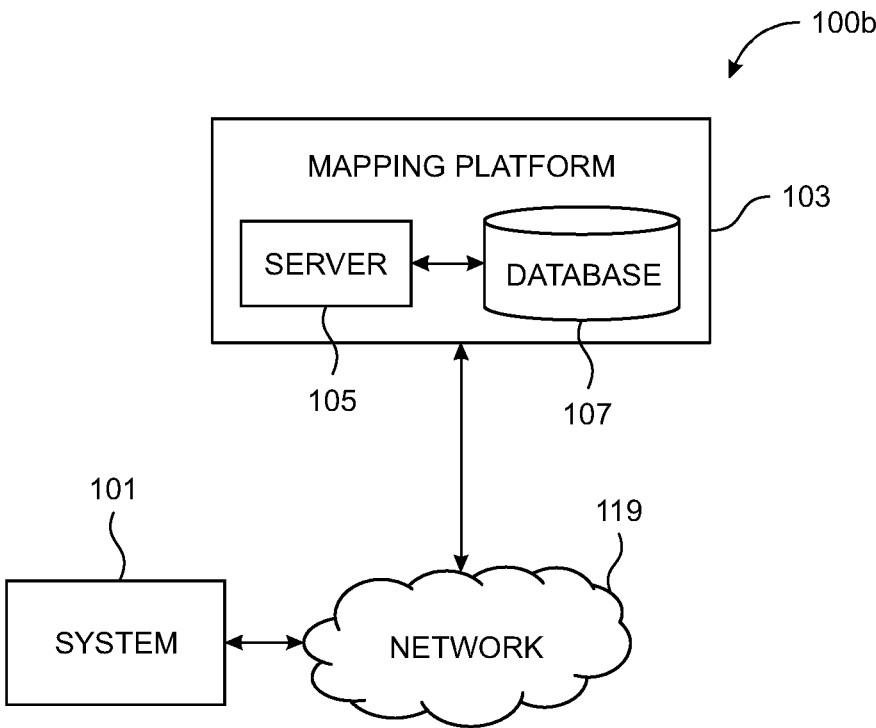 100b
MAPPING PLATFORM
103
SERVER
DATABASE
105
107
101
119
SYSTEM
NETWORK